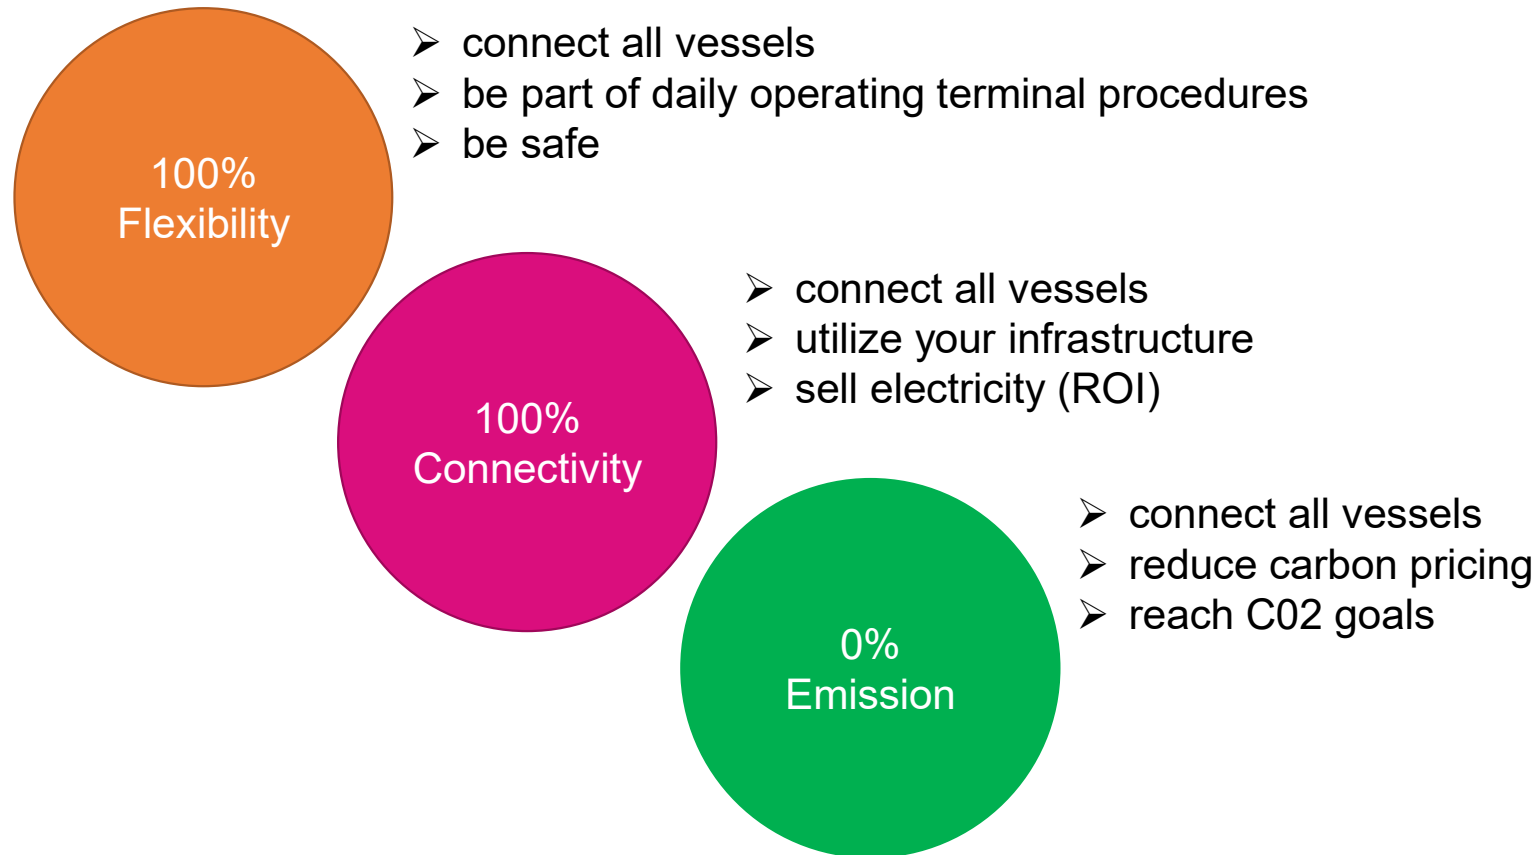 ➢ connect all vessels
➢ be part of daily operating terminal procedures
➢ be safe
100%
Flexibility
➢ connect all vessels
➢ utilize your infrastructure
➢ sell electricity (ROI)
100%
Connectivity
➢ connect all vessels
➢ reduce carbon pricing
➢ reach C02 goals
0%
Emission